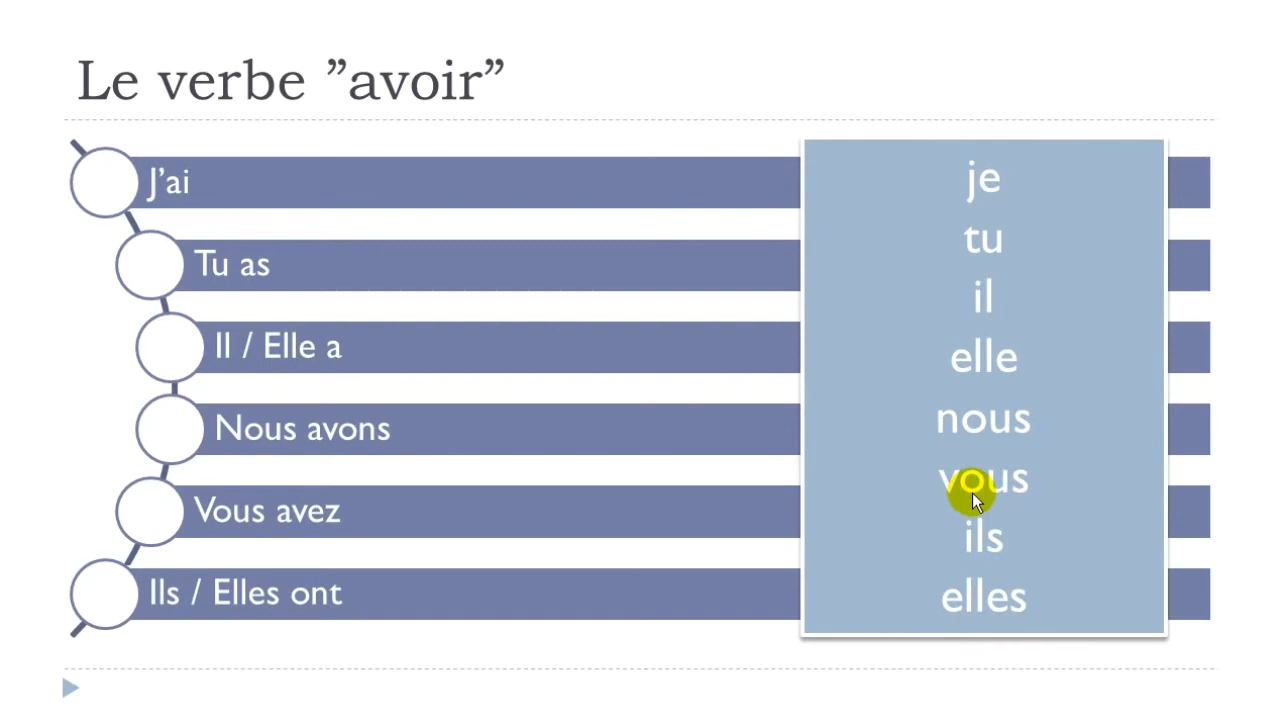 Le verbe ”avoir”
J’ai
Tu as
Il / Elle a
Nous avons
Vous avez
Ils / Elles ont
je
tu
il
elle
nous
vous
ils
elles